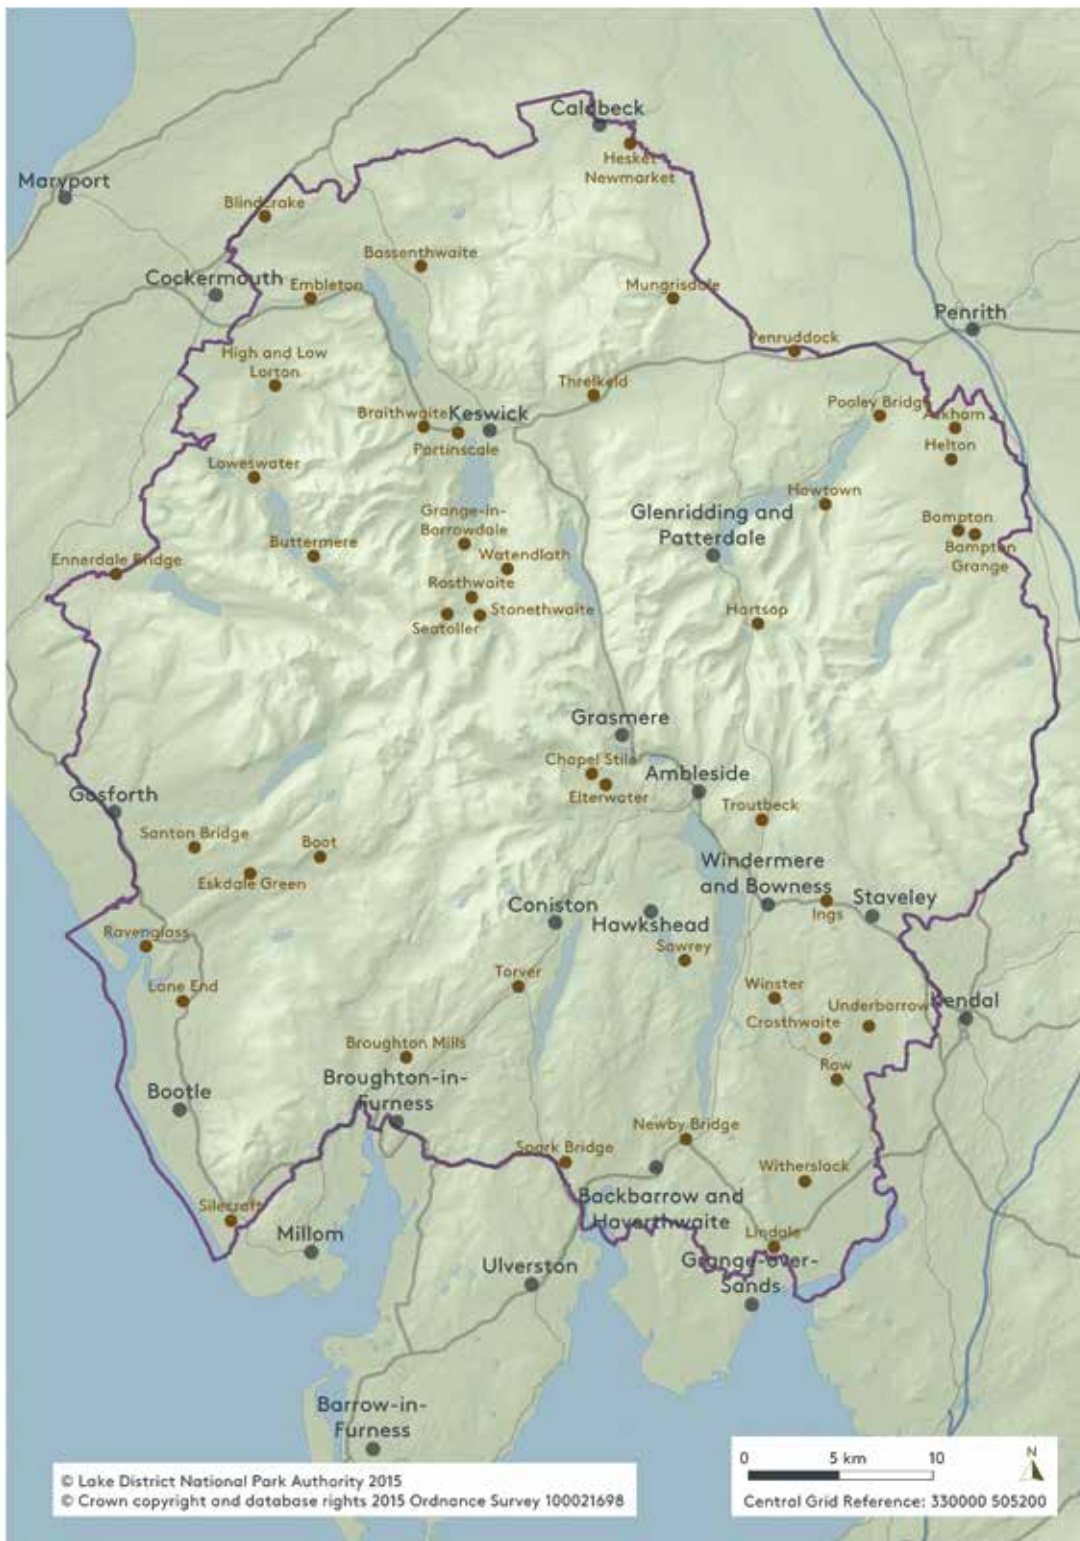 Caldbeck
Hesket
Newmarket
Maryport
Blindcrake
Bassenthwaite
Cockermouth
Embleton
Mungrisdale
Penrith
Penruddock
High and Low
Lorton
Threlkeld
Braithwaite
Keswick
Portinscale
Pooley Bridge
Askham
Helton
Loweswater
Howtown
Grange-in-
Borrowdale
Glenridding and
Patterdale
Bampton
Bampton
Grange
Buttermere
Watendlath
Ennerdale Bridge
Rosthwaite
Stonethwaite
Seatoller
Hartsop
Grasmere
Chapel Stile
Elterwater
Ambleside
Troutbeck
Gosforth
Santon Bridge
Boot
Eskdale Green
Windermere
and Bowness
Coniston
Hawkshead
Ings
Staveley
Ravenglass
Sawrey
Lane End
Torver
Winster
Underbarrow
Kendal
Crosthwaite
Broughton Mills
Row
Bootle
Broughton-in-
Furness
Newby Bridge
Spark Bridge
Witherslack
Backbarrow and
Haverthwaite
Silecroft
Millom
Lindale
Ulverston
Grange-over-
Sands
Barrow-in-
Furness
© Lake District National Park Authority 2015
© Crown copyright and database rights 2015 Ordnance Survey 100021698
0 5 km 10
N
Central Grid Reference: 330000 505200